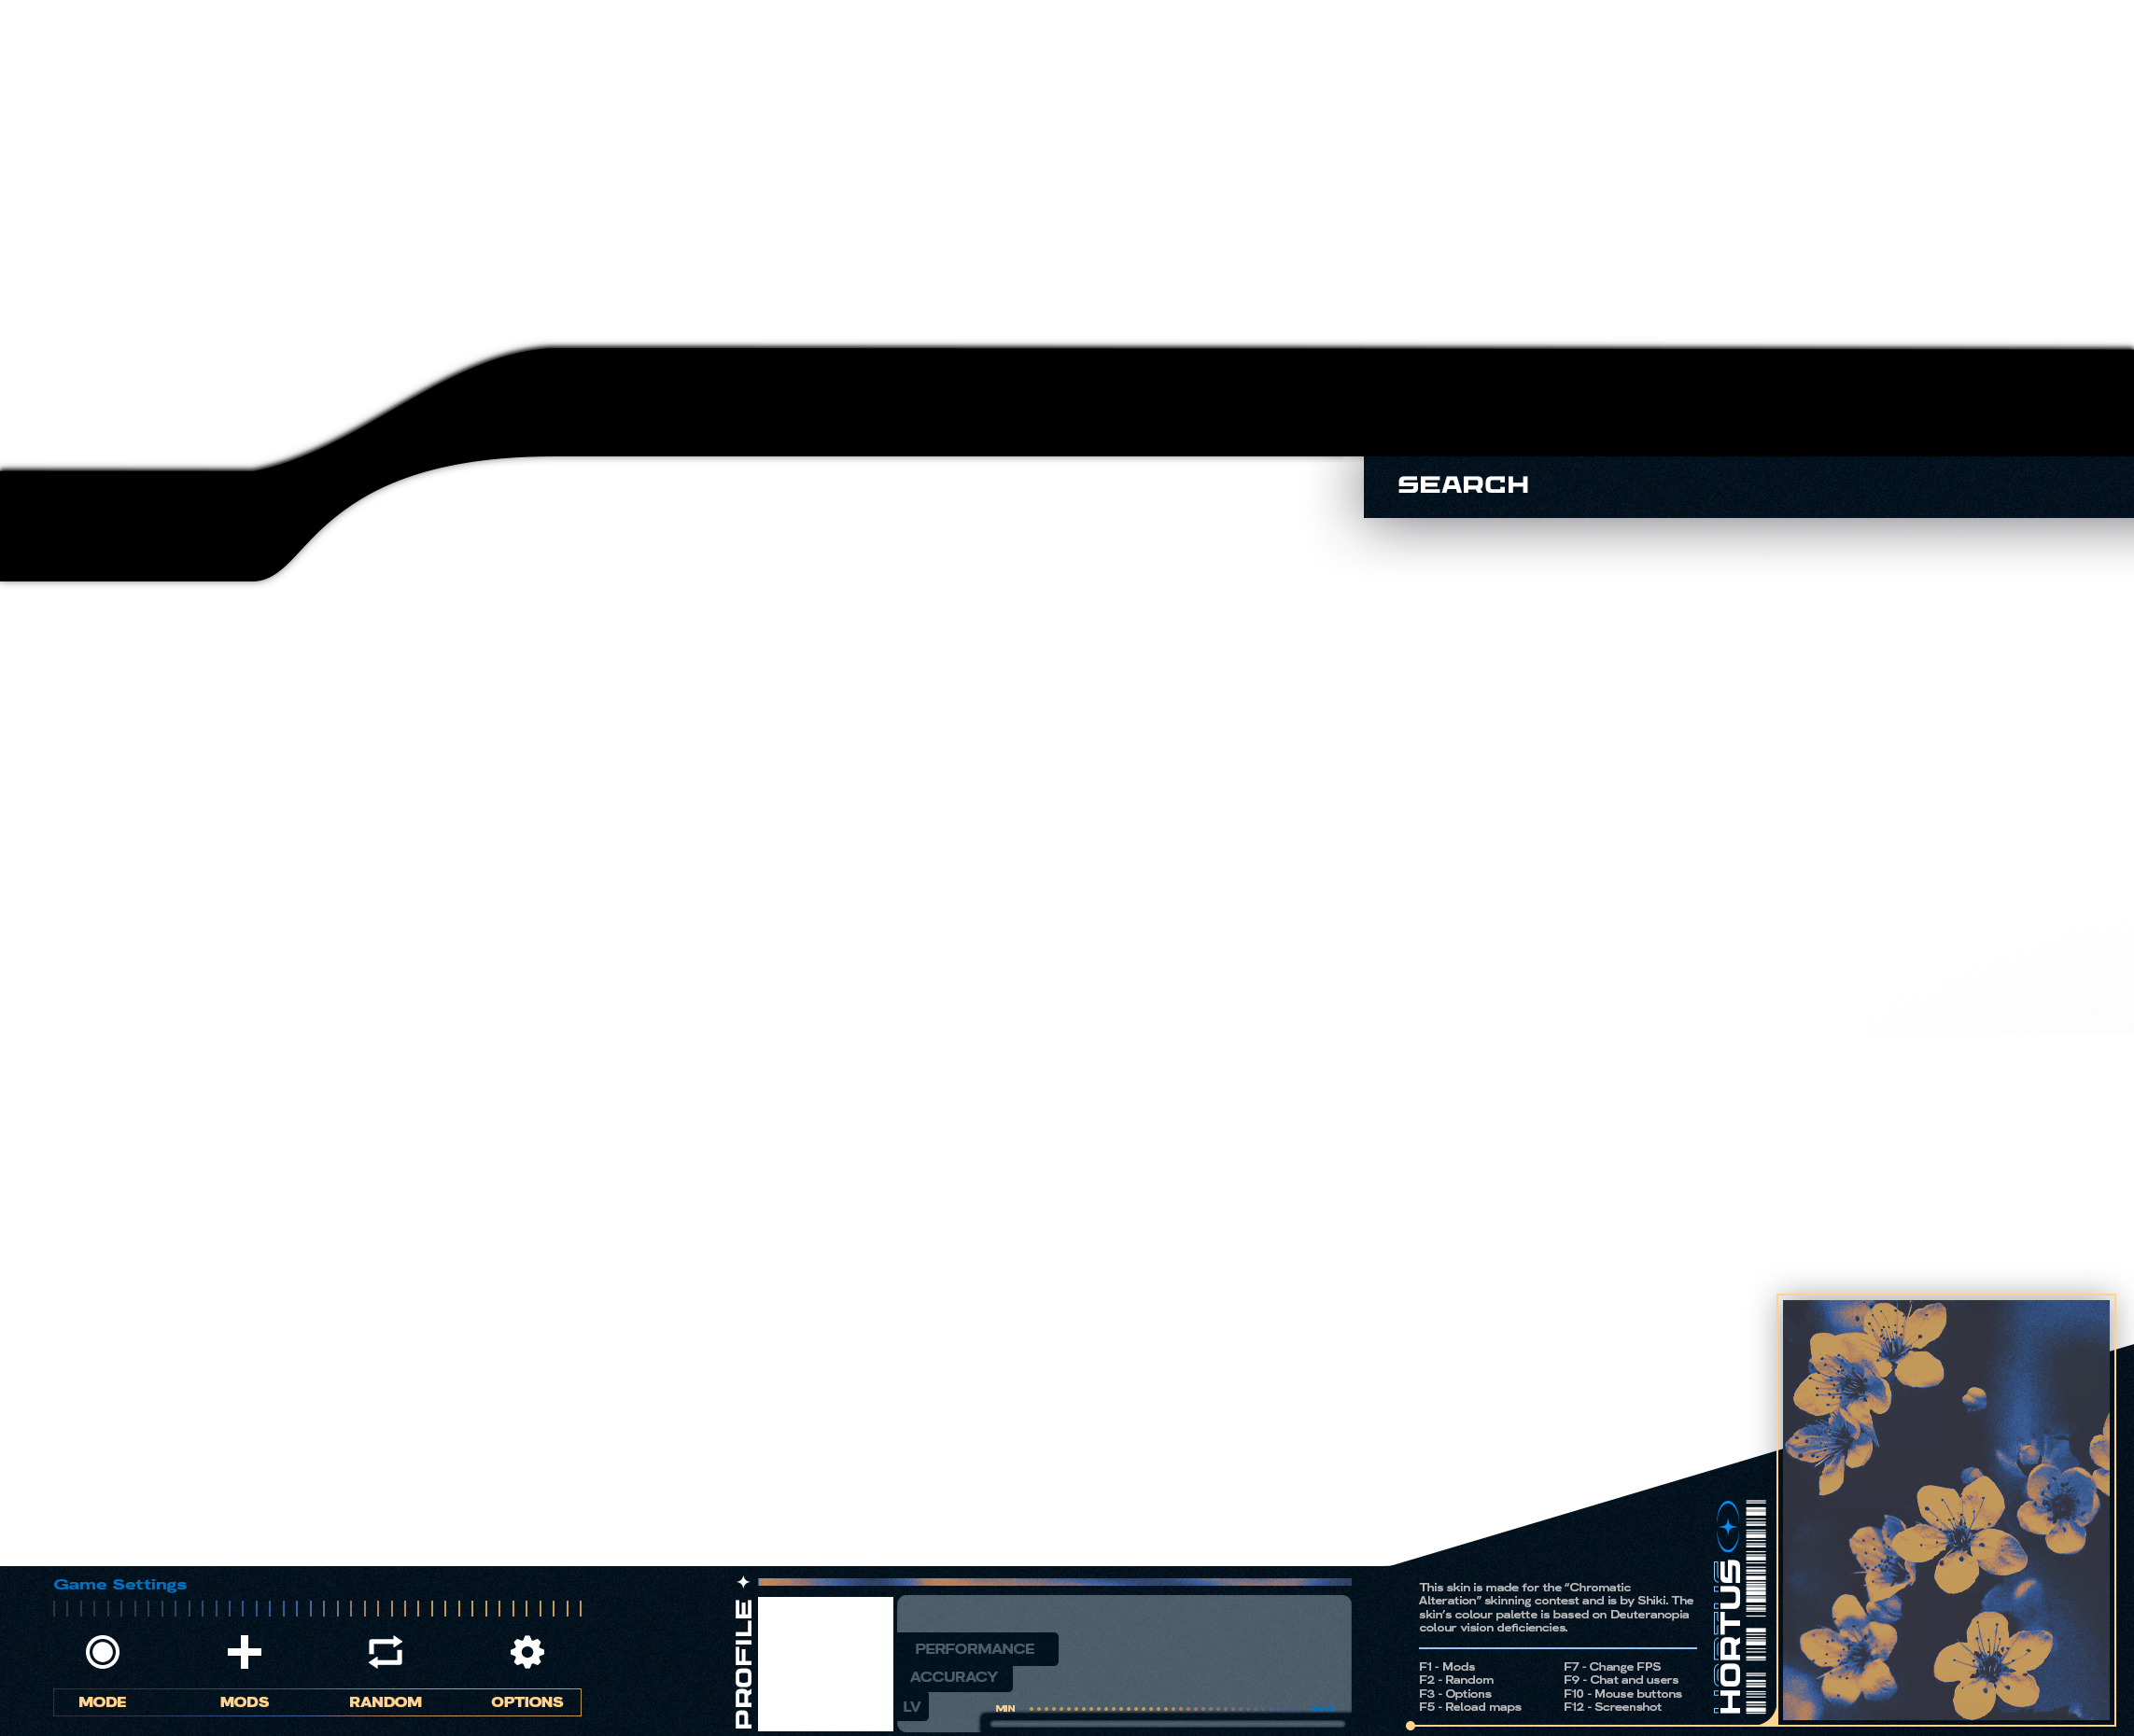 SEARCH
Game Settings
MODE MODS RANDOM OPTIONS
PROFILE
PERFORMANCE
ACCURACY
LV
MIN
This skin is made for the "Chromatic
Alteration" skinning contest and is by Shiki. The
skin's colour palette is based on Deuteranopia
colour vision deficiencies.
F1 - Mods
F2 - Random
F3 - Options
F5 - Reload maps
F7 - Change FPS
F9 - Chat and users
F10 - Mouse buttons
F12 - Screenshot
HORTUS